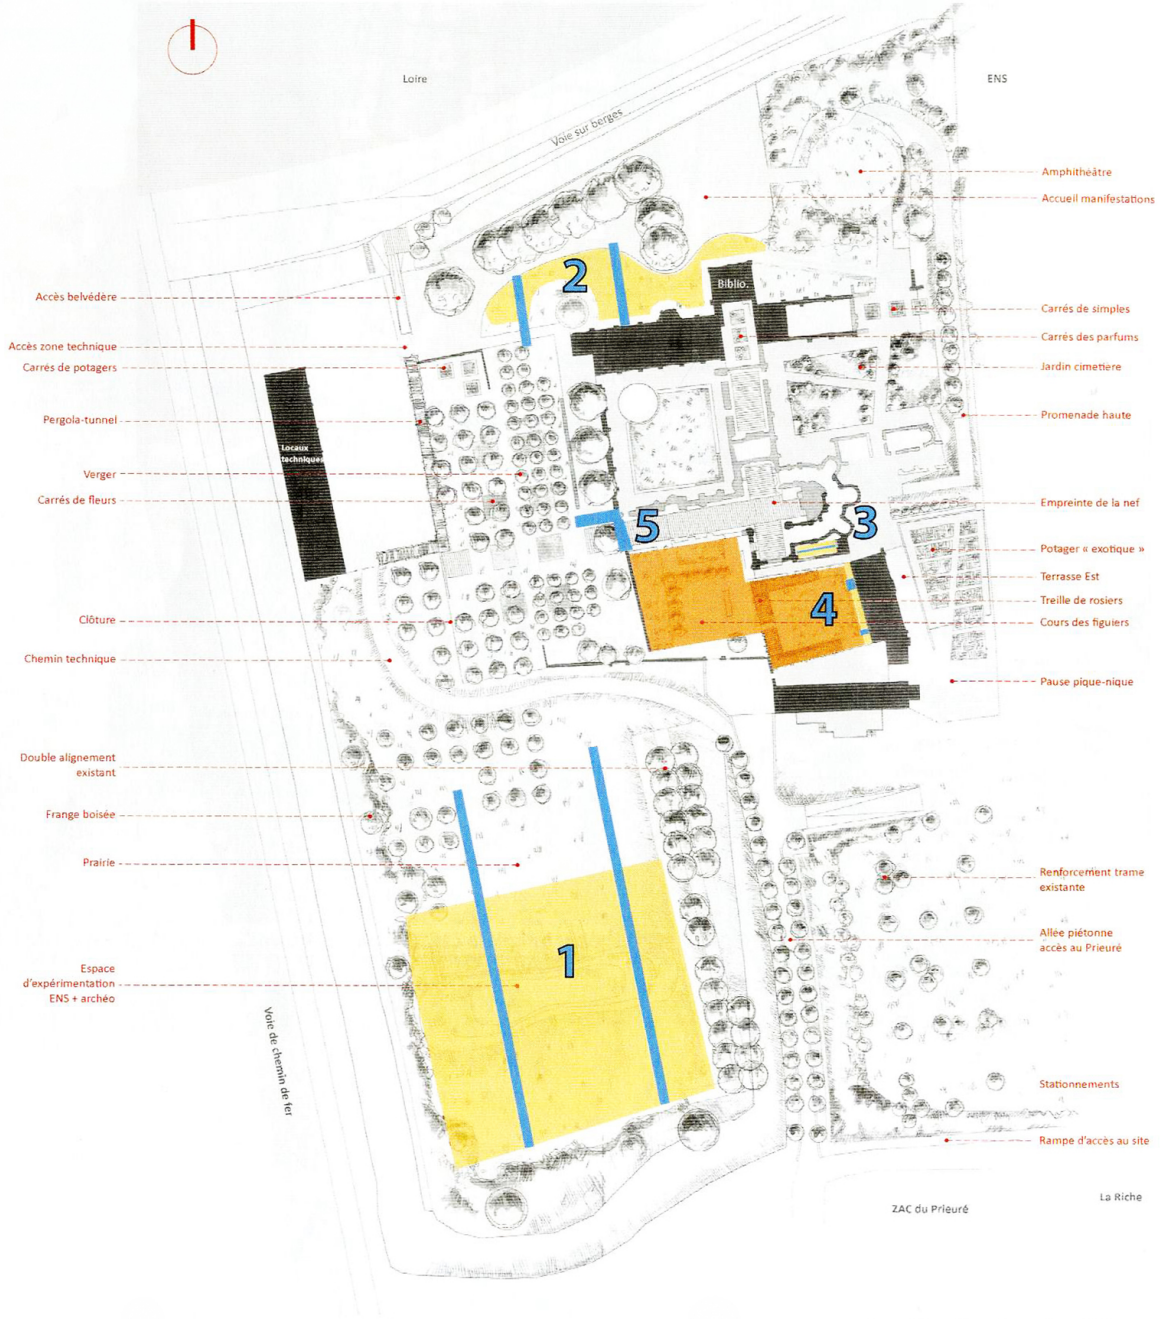 Loire
ENS
Voie sur berges
Amphithéâtre
Accueil manifestations
2
Biblio.
Accès belvédère
Accès zone technique
Carrés de potagers
Pergola-tunnel
Verger
Carrés de fleurs
Locaux
techniques
Carrés de simples
Carrés des parfums
Jardin cimetière
Promenade haute
Empreinte de la nef
5
3
Potager « exotique »
Terrasse Est
Treille de rosiers
Cours des figuiers
4
Clôture
Chemin technique
Pause pique-nique
Double alignement
existant
Frange boisée
Prairie
Renforcement trame
existante
Allée piétonne
accès au Prieuré
1
Espace
d'expérimentation
ENS + archéo
Voie de chemin de fer
Stationnements
Rampe d'accès au site
La Riche
ZAC du Prieuré